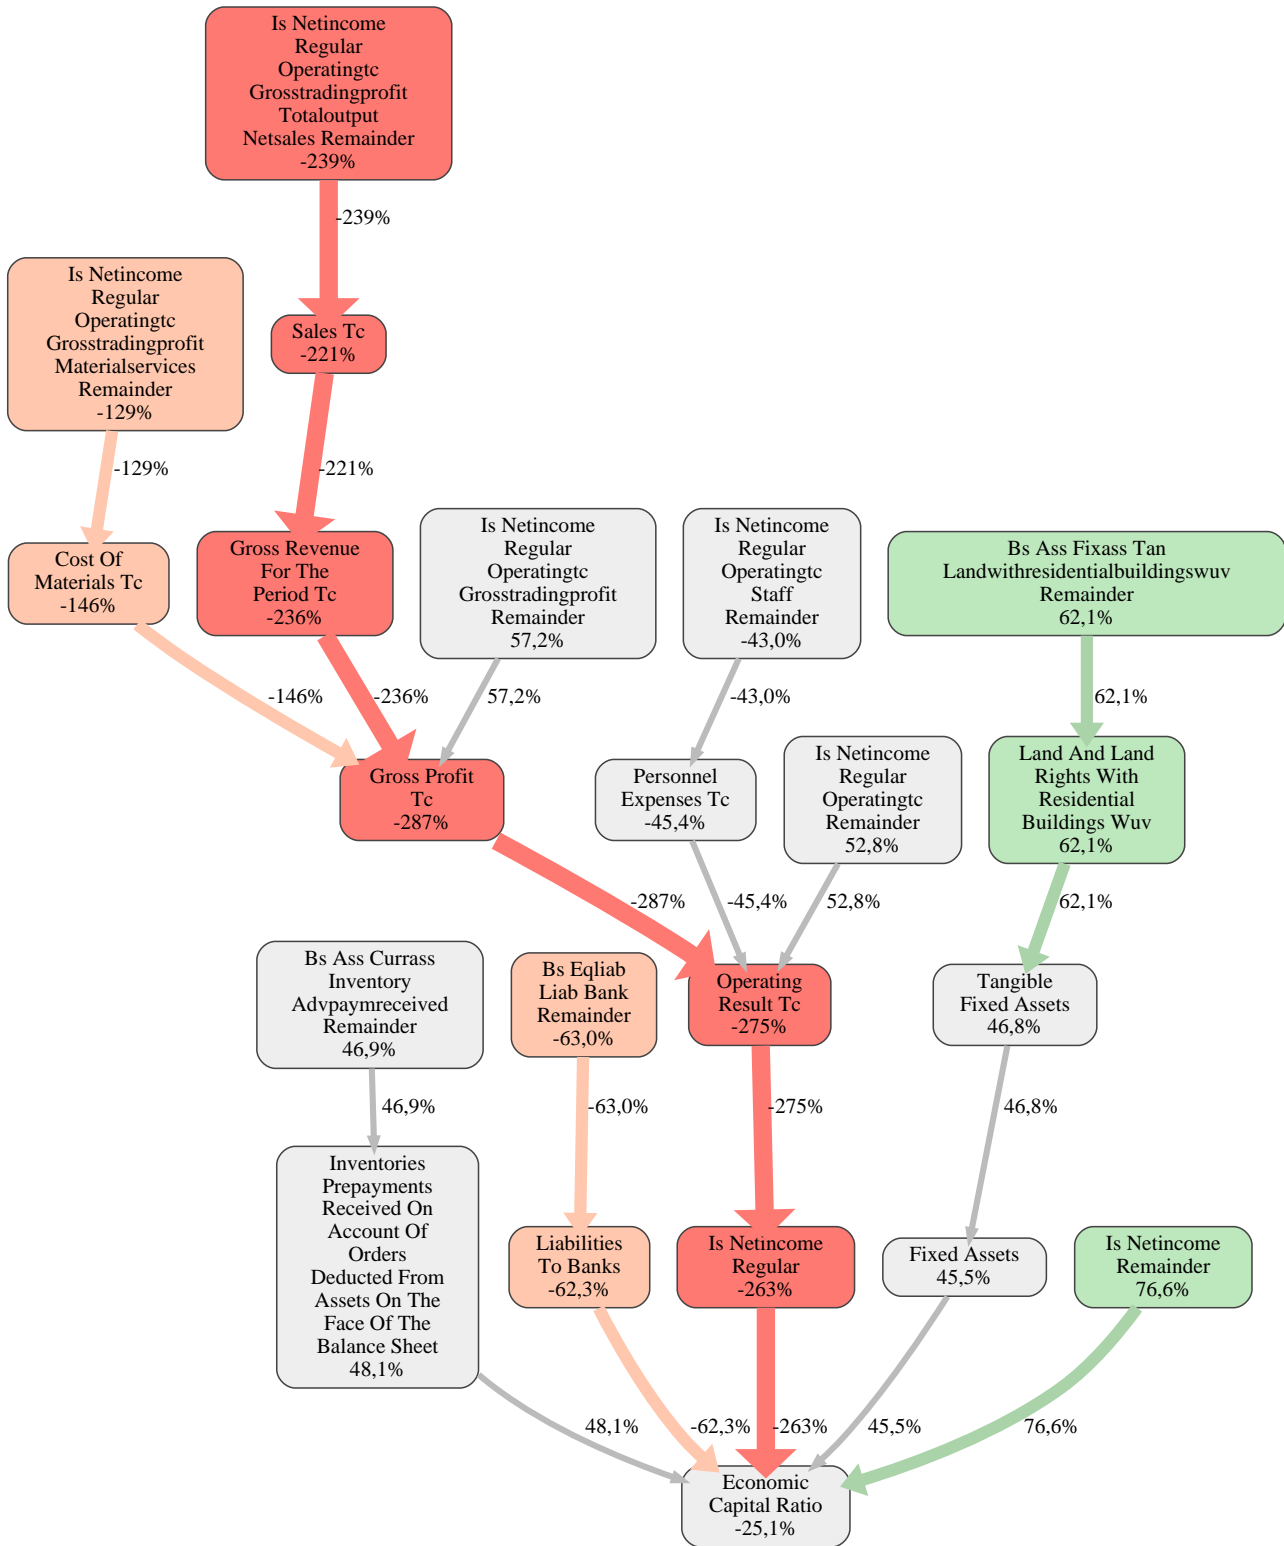 Is Netincome
Regular
Operatingtc
Grosstradingprofit
Totaloutput
Netsales Remainder
-239%
-239%
Is Netincome
Regular
Operatingtc
Grosstradingprofit
Materialservices
Remainder
-129%
Sales Tc
-221%
-129%
-221%
Cost Of
Materials Tc
-146%
Gross Revenue
For The
Period Tc
-236%
Is Netincome
Regular
Operatingtc
Grosstradingprofit
Remainder
57,2%
Is Netincome
Regular
Operatingtc
Staff
Remainder
-43,0%
Bs Ass Fixass Tan
Landwithresidentialbuildingswuv
Remainder
62,1%
-146%
-236%
57,2%
-43,0%
62,1%
Gross Profit
Tc
-287%
Personnel
Expenses Tc
-45,4%
Is Netincome
Regular
Operatingtc
Remainder
52,8%
Land And Land
Rights With
Residential
Buildings Wuv
62,1%
-287%
-45,4%
52,8%
62,1%
Bs Ass Currass
Inventory
Advpaymreceived
Remainder
46,9%
Bs Eqliab
Liab Bank
Remainder
-63,0%
Operating
Result Tc
-275%
Tangible
Fixed Assets
46,8%
46,9%
-63,0%
-275%
46,8%
Inventories
Prepayments
Received On
Account Of
Orders
Deducted From
Assets On The
Face Of The
Balance Sheet
48,1%
Liabilities
To Banks
-62,3%
Is Netincome
Regular
-263%
Fixed Assets
45,5%
Is Netincome
Remainder
76,6%
48,1%
-62,3%
-263%
45,5%
76,6%
Economic
Capital Ratio
-25,1%